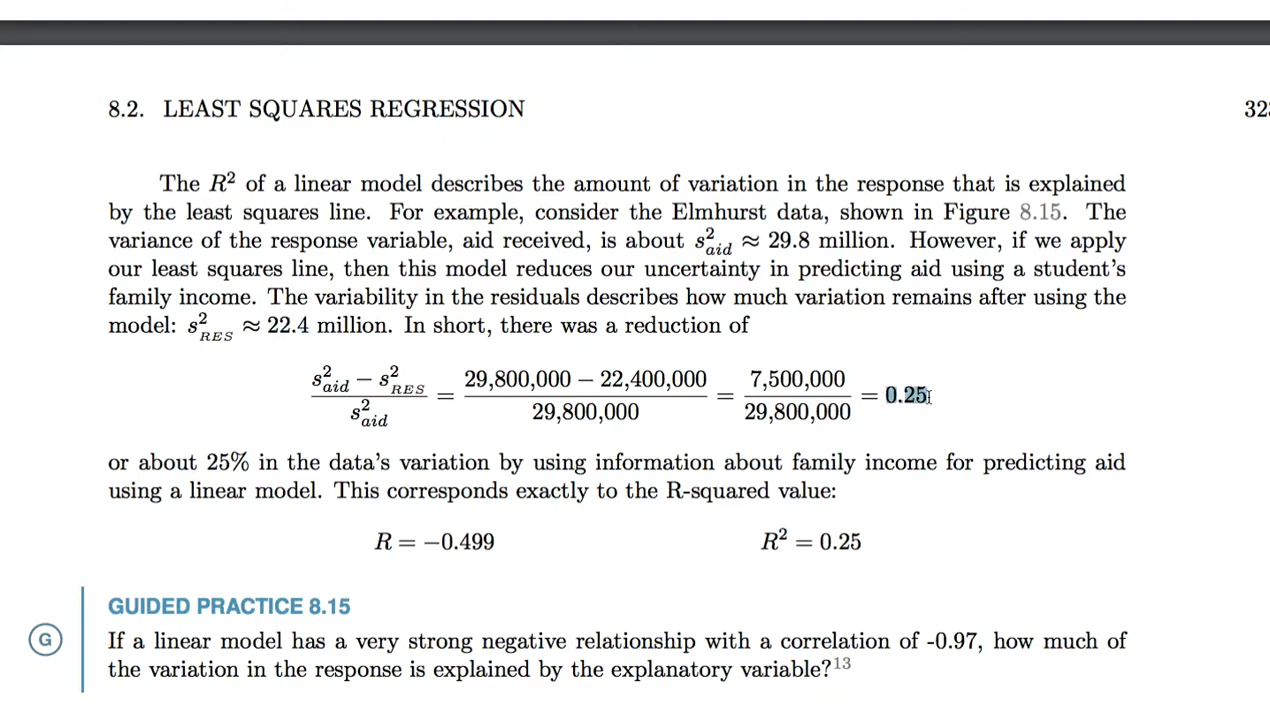 8.2. LEAST SQUARES REGRESSION 32
The R² of a linear model describes the amount of variation in the response that is explained
by the least squares line. For example, consider the Elmhurst data, shown in Figure 8.15. The
variance of the response variable, aid received, is about s²_aid ≈ 29.8 million. However, if we apply
our least squares line, then this model reduces our uncertainty in predicting aid using a student's
family income. The variability in the residuals describes how much variation remains after using the
model: s²_RES ≈ 22.4 million. In short, there was a reduction of
(s²_aid − s²_RES) / s²_aid = (29,800,000 − 22,400,000) / 29,800,000 = 7,500,000 / 29,800,000 = 0.25
or about 25% in the data's variation by using information about family income for predicting aid
using a linear model. This corresponds exactly to the R-squared value:
R = −0.499 R² = 0.25
GUIDED PRACTICE 8.15
G If a linear model has a very strong negative relationship with a correlation of -0.97, how much of
the variation in the response is explained by the explanatory variable?¹³